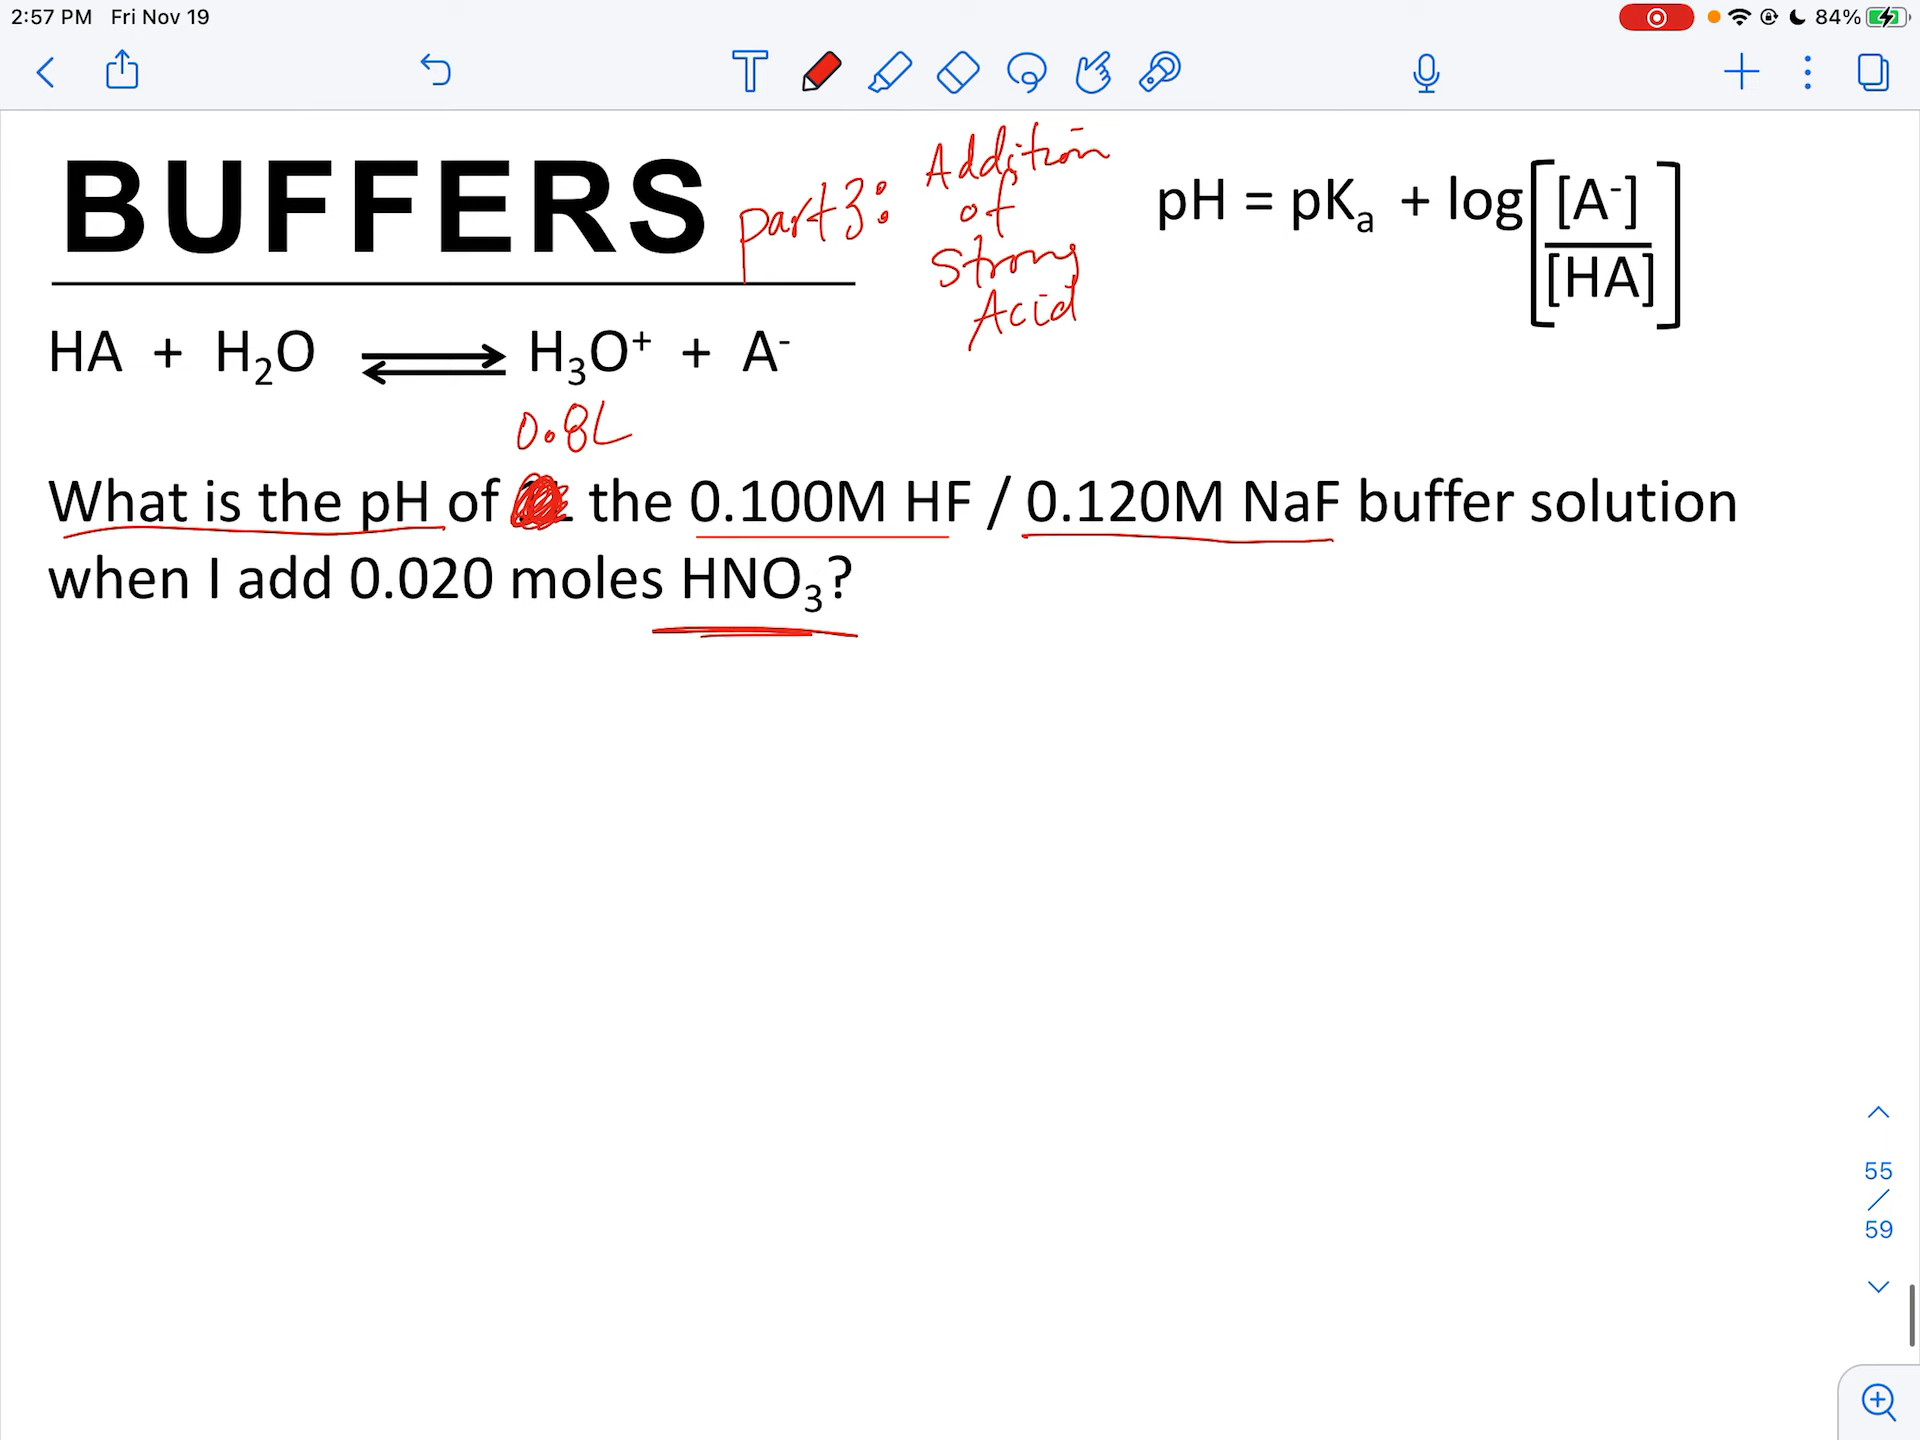 2:57 PM Fri Nov 19
84%
T
BUFFERS
part 3:
Addition
of
Strong
Acid
pH = pKₐ + log[[A⁻]/[HA]]
HA + H₂O ⇌ H₃O⁺ + A⁻
0.8L
What is the pH of the 0.100M HF / 0.120M NaF buffer solution
when I add 0.020 moles HNO₃?
55
/
59